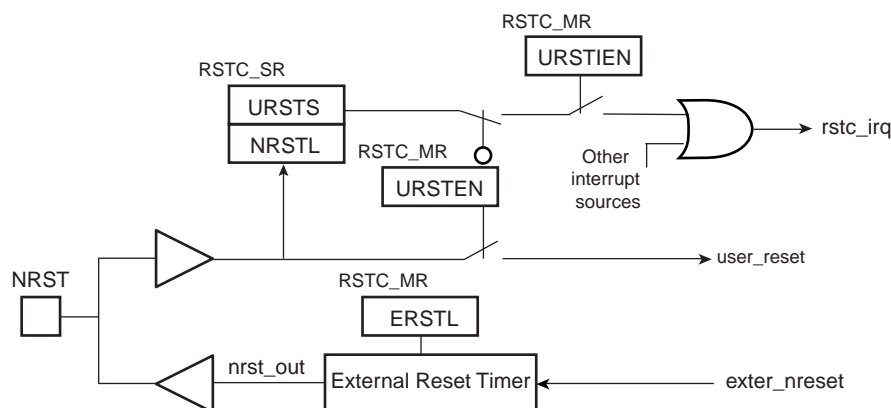 RSTC_MR
URSTIEN
RSTC_SR
URSTS
NRSTL
rstc_irq
RSTC_MR
Other
interrupt
sources
URSTEN
user_reset
NRST
RSTC_MR
ERSTL
nrst_out
External Reset Timer
exter_nreset